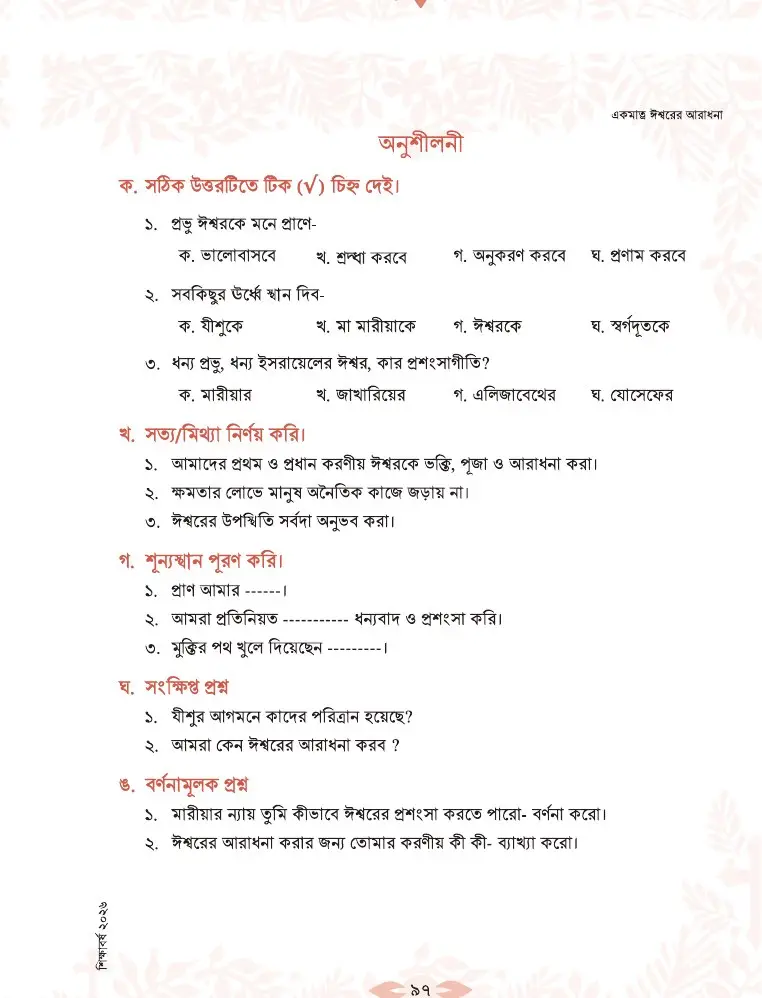 একমাত্র ঈশ্বরের আরাধনা
অনুশীলনী
ক. সঠিক উত্তরটিতে টিক (√) চিহ্ন দেই।
১. প্রভু ঈশ্বরকে মনে প্রাণে-
ক. ভালোবাসবে খ. শ্রদ্ধা করবে গ. অনুকরণ করবে ঘ. প্রণাম করবে
২. সবকিছুর ঊর্ধ্বে স্থান দিব-
ক. যীশুকে খ. মা মারীয়াকে গ. ঈশ্বরকে ঘ. স্বর্গদূতকে
৩. ধন্য প্রভু, ধন্য ইসরায়েলের ঈশ্বর, কার প্রশংসাগীতি?
ক. মারীয়ার খ. জাখারিয়ের গ. এলিজাবেথের ঘ. যোসেফের
খ. সত্য/মিথ্যা নির্ণয় করি।
১. আমাদের প্রথম ও প্রধান করণীয় ঈশ্বরকে ভক্তি, পূজা ও আরাধনা করা।
২. ক্ষমতার লোভে মানুষ অনৈতিক কাজে জড়ায় না।
৩. ঈশ্বরের উপস্থিতি সর্বদা অনুভব করা।
গ. শূন্যস্থান পূরণ করি।
১. প্রাণ আমার ------।
২. আমরা প্রতিনিয়ত ----------- ধন্যবাদ ও প্রশংসা করি।
৩. মুক্তির পথ খুলে দিয়েছেন ---------।
ঘ. সংক্ষিপ্ত প্রশ্ন
১. যীশুর আগমনে কাদের পরিত্রান হয়েছে?
২. আমরা কেন ঈশ্বরের আরাধনা করব ?
ঙ. বর্ণনামূলক প্রশ্ন
১. মারীয়ার ন্যায় তুমি কীভাবে ঈশ্বরের প্রশংসা করতে পারো- বর্ণনা করো।
২. ঈশ্বরের আরাধনা করার জন্য তোমার করণীয় কী কী- ব্যাখ্যা করো।
শিক্ষাবর্ষ ২০২৬
৯৭